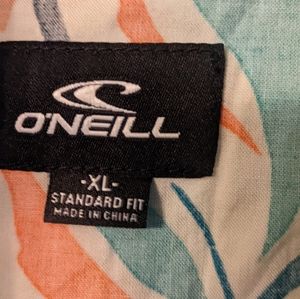 O'NEILL
-XL-
STANDARD FIT
MADE IN CHINA